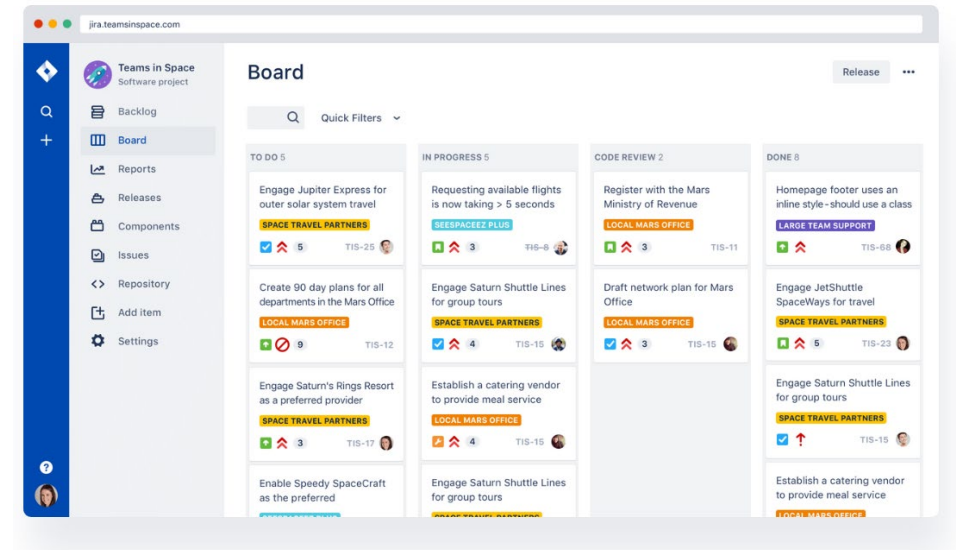 jira.teamsinspace.com
Teams in Space
Software project
Backlog
Board
Reports
Releases
Components
Issues
Repository
Add item
Settings
?
Board
Release
Quick Filters
TO DO 5
Engage Jupiter Express for
outer solar system travel
SPACE TRAVEL PARTNERS
5 TIS-25
Create 90 day plans for all
departments in the Mars Office
LOCAL MARS OFFICE
9 TIS-12
Engage Saturn's Rings Resort
as a preferred provider
SPACE TRAVEL PARTNERS
3 TIS-17
Enable Speedy SpaceCraft
as the preferred
IN PROGRESS 5
Requesting available flights
is now taking > 5 seconds
SEESPACEEZ PLUS
3 TIS-8
Engage Saturn Shuttle Lines
for group tours
SPACE TRAVEL PARTNERS
4 TIS-15
Establish a catering vendor
to provide meal service
LOCAL MARS OFFICE
4 TIS-15
Engage Saturn Shuttle Lines
for group tours
SPACE TRAVEL PARTNERS
CODE REVIEW 2
Register with the Mars
Ministry of Revenue
LOCAL MARS OFFICE
3 TIS-11
Draft network plan for Mars
Office
LOCAL MARS OFFICE
3 TIS-15
DONE 8
Homepage footer uses an
inline style-should use a class
LARGE TEAM SUPPORT
TIS-68
Engage JetShuttle
SpaceWays for travel
SPACE TRAVEL PARTNERS
5 TIS-23
Engage Saturn Shuttle Lines
for group tours
SPACE TRAVEL PARTNERS
TIS-15
Establish a catering vendor
to provide meal service
LOCAL MARS OFFICE